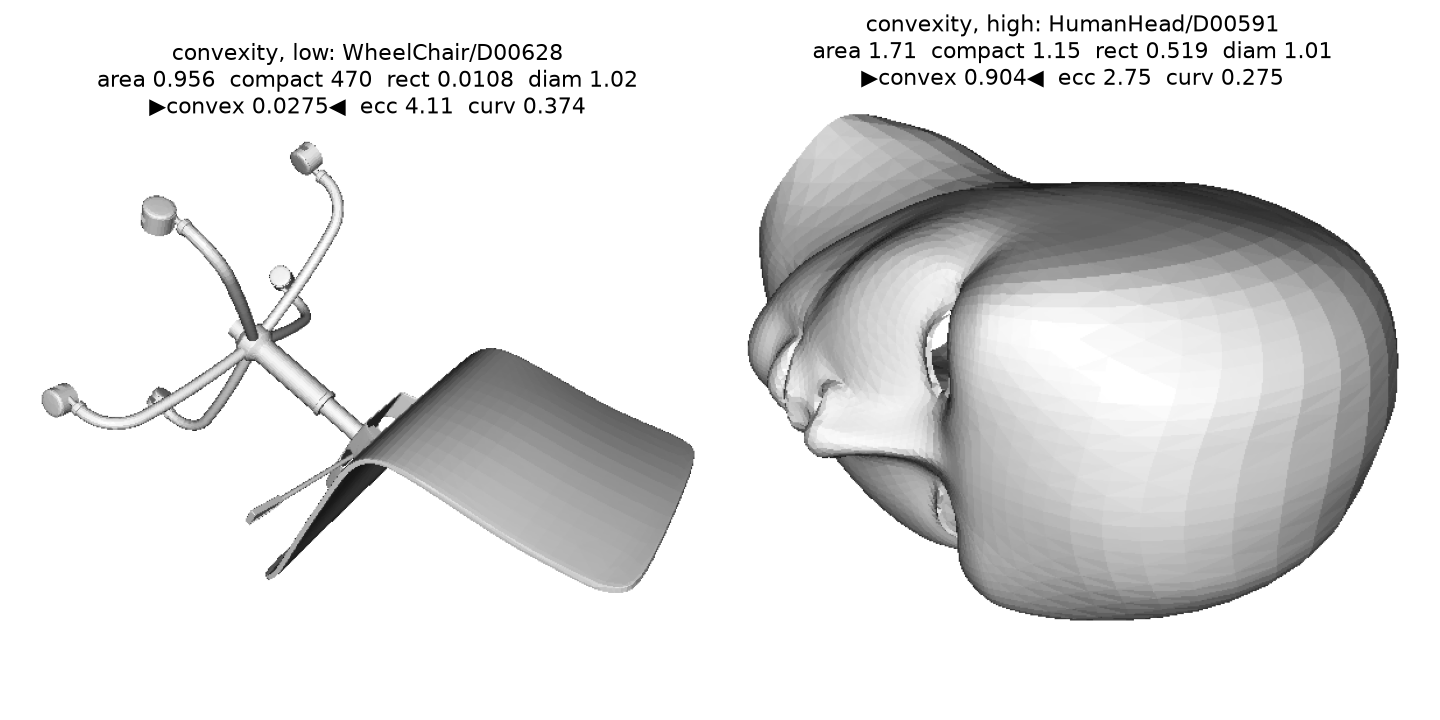 convexity, low: WheelChair/D00628
area 0.956  compact 470  rect 0.0108  diam 1.02
▶convex 0.0275◀  ecc 4.11  curv 0.374
convexity, high: HumanHead/D00591
area 1.71  compact 1.15  rect 0.519  diam 1.01
▶convex 0.904◀  ecc 2.75  curv 0.275